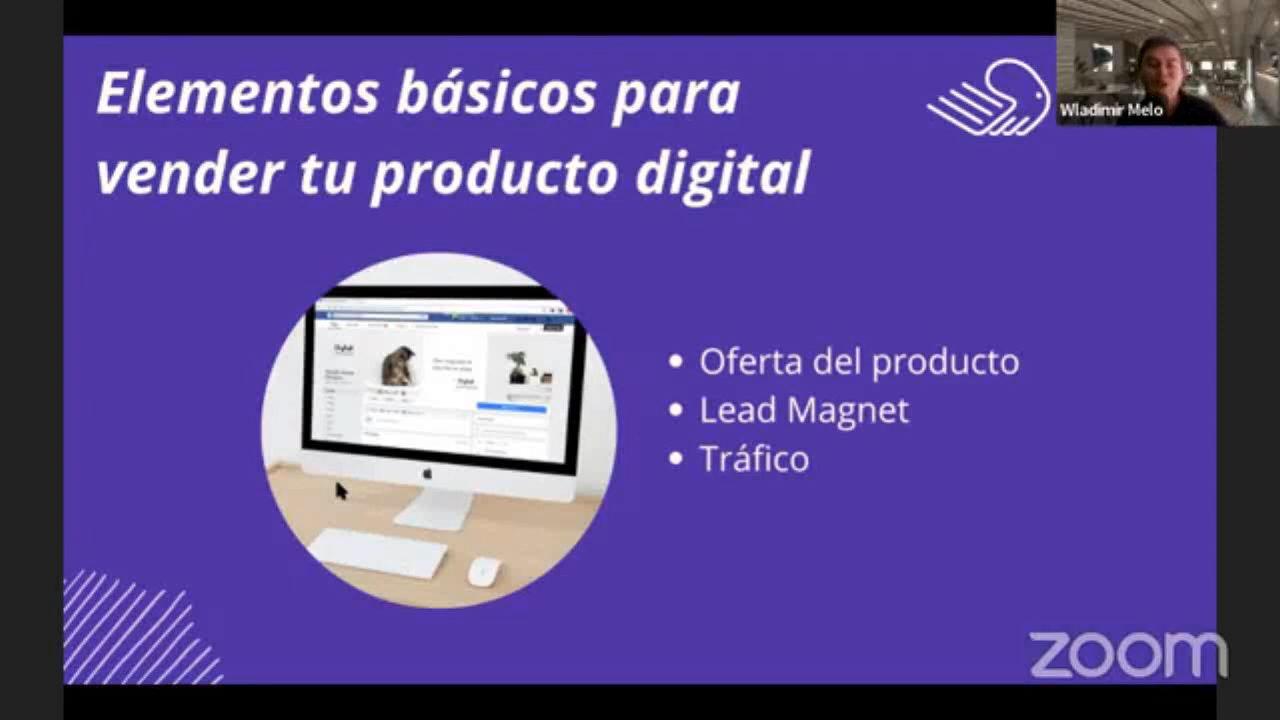 Elementos básicos para
vender tu producto digital
Wladimir Melo
• Oferta del producto
• Lead Magnet
• Tráfico
zoom